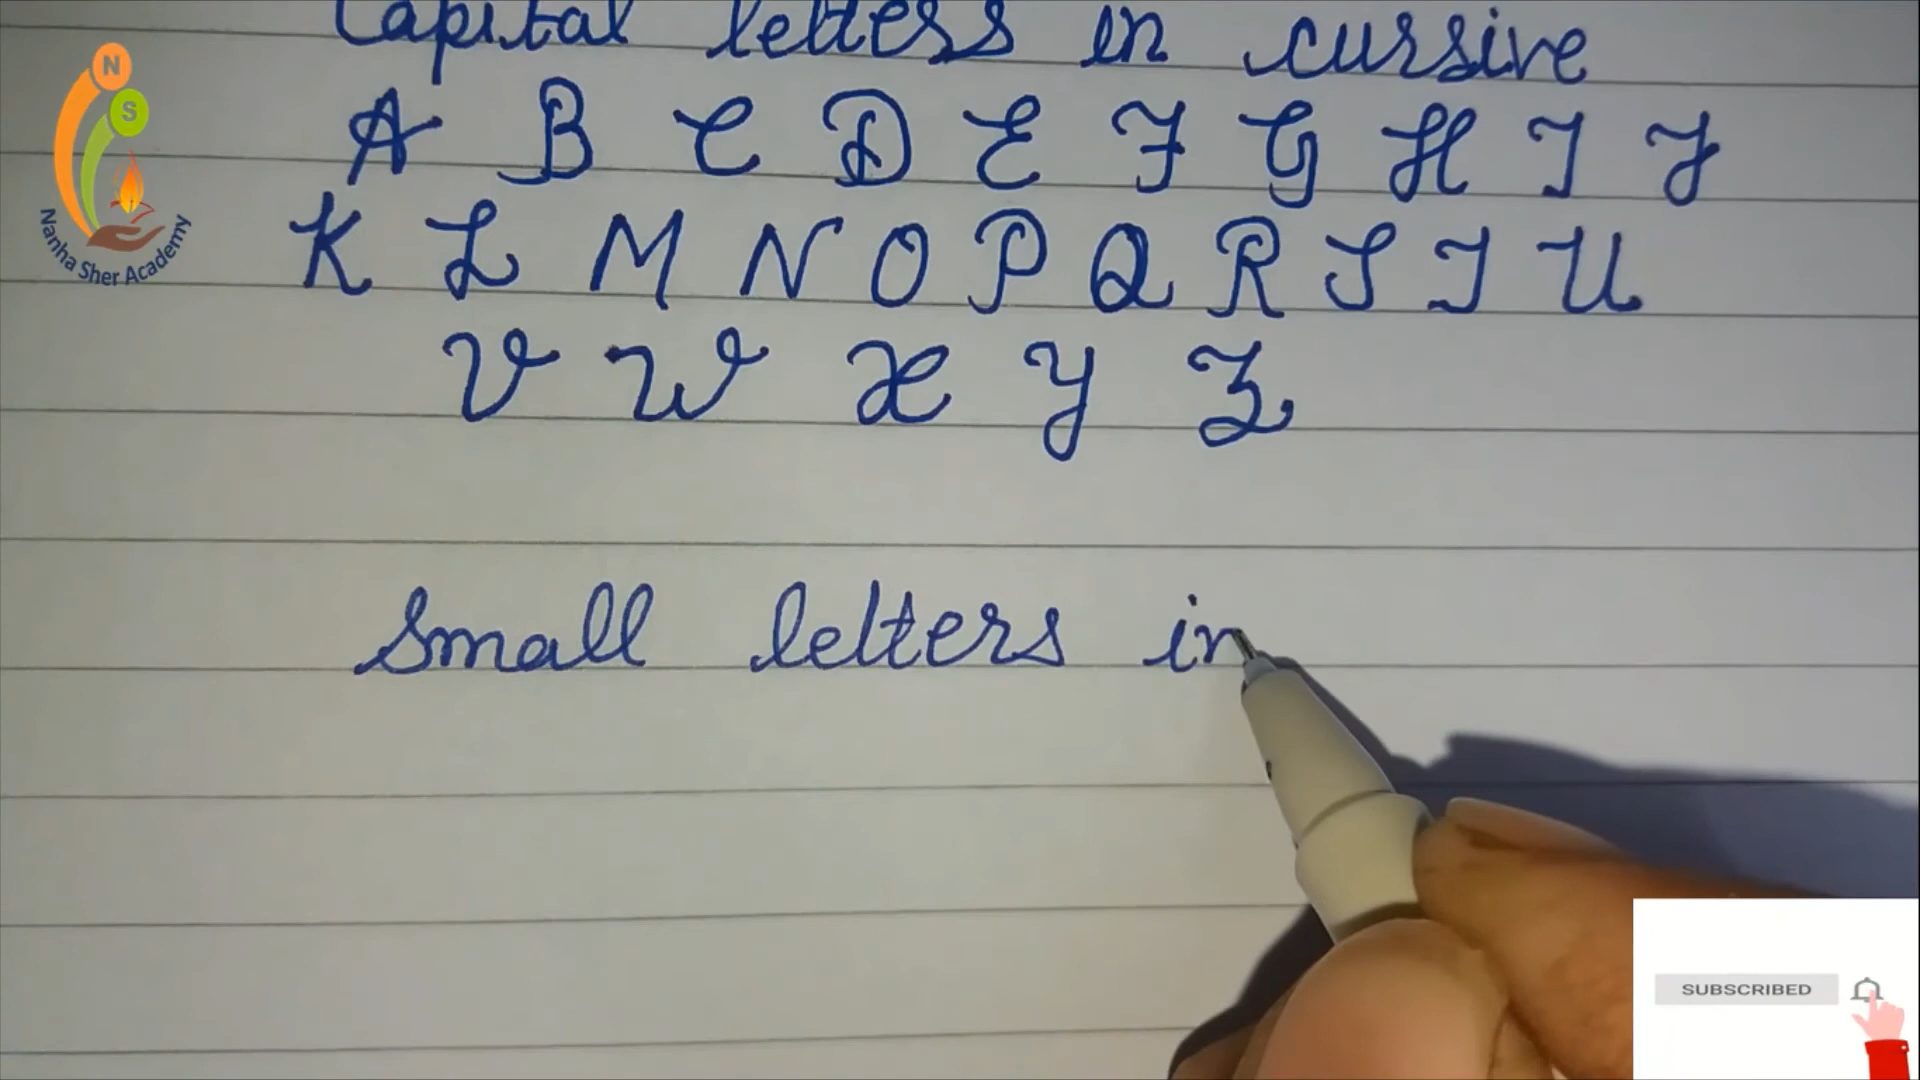 Capital letters in cursive
N
S
Nanha Sher Academy
A B C D E F G H I J
K L M N O P Q R S T U
V W X Y Z
Small letters in
SUBSCRIBED